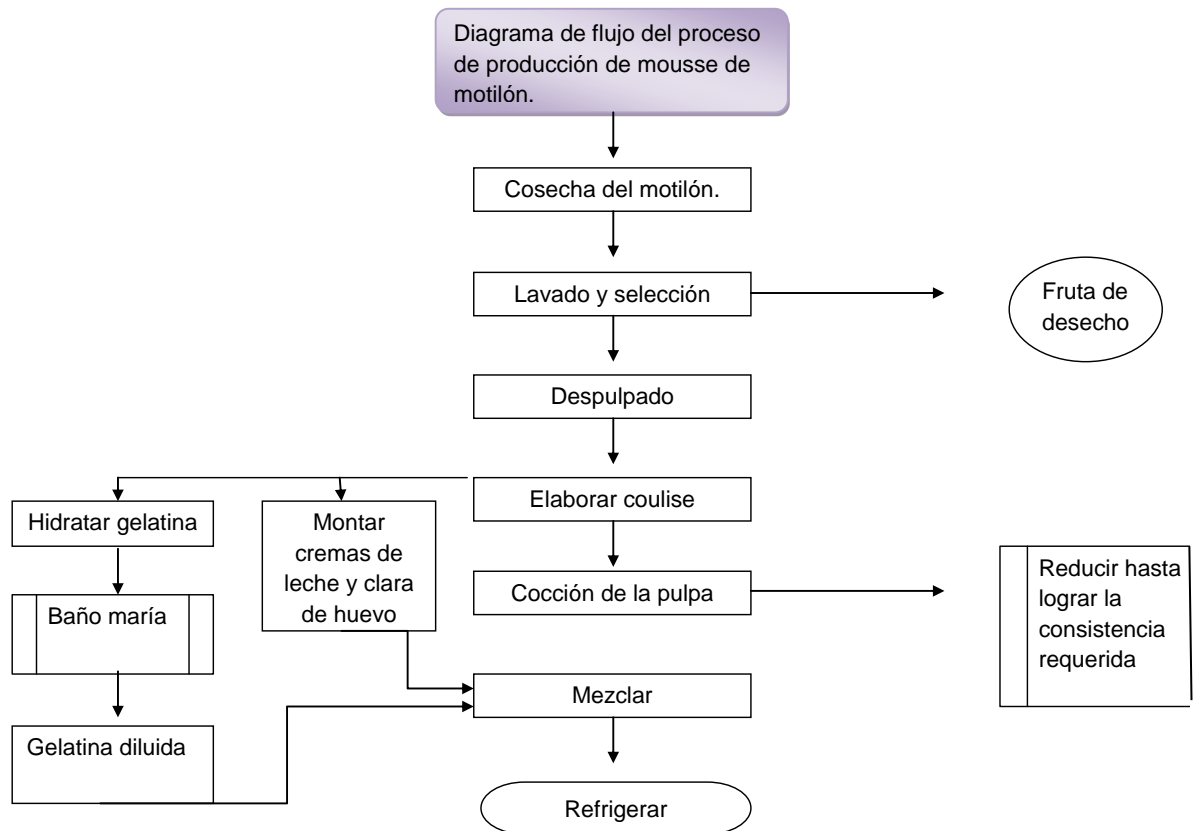 Diagrama de flujo del proceso
de producción de mousse de
motilón.
Cosecha del motilón.
Lavado y selección
Fruta de
desecho
Despulpado
Elaborar coulise
Hidratar gelatina
Montar
cremas de
leche y clara
de huevo
Baño maría
Gelatina diluida
Cocción de la pulpa
Reducir hasta
lograr la
consistencia
requerida
Mezclar
Refrigerar